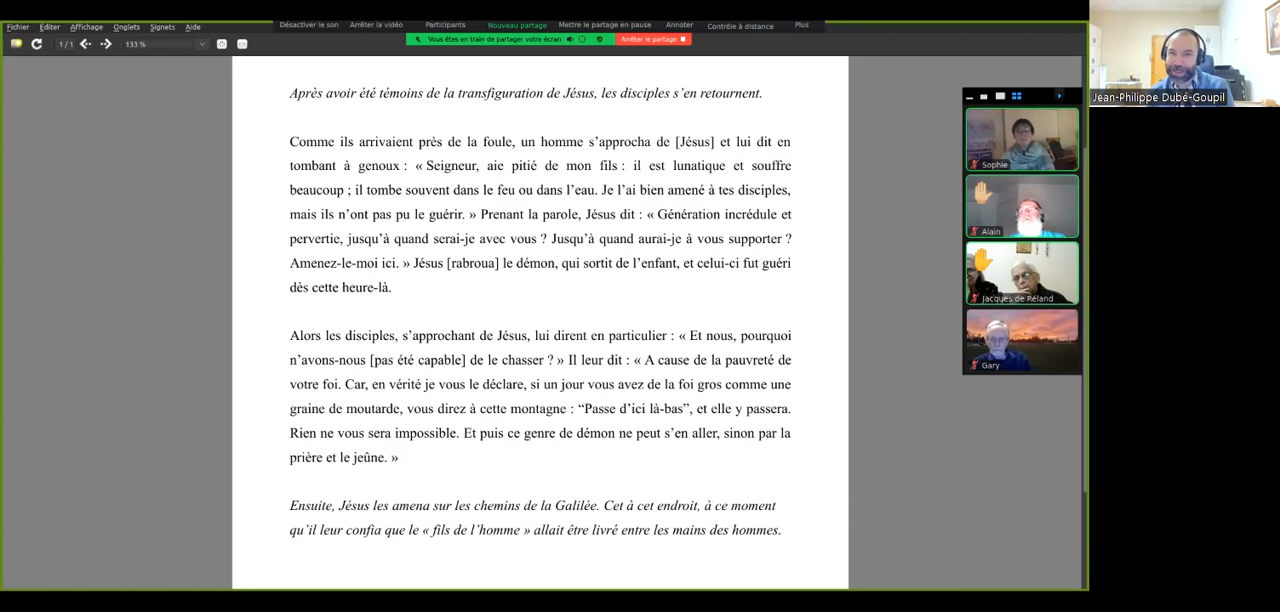 Désactiver le son Arrêter la vidéo Participants Nouveau partage Mettre le partage en pause Annoter Contrôle à distance Plus
Fichier Éditer Affichage Onglets Signets Aide
Vous êtes en train de partager votre écran Arrêter le partage
1/1 133 %
Jean-Philippe Dubé-Goupil
Après avoir été témoins de la transfiguration de Jésus, les disciples s’en retournent.
Comme ils arrivaient près de la foule, un homme s’approcha de [Jésus] et lui dit en
tombant à genoux : « Seigneur, aie pitié de mon fils : il est lunatique et souffre
beaucoup ; il tombe souvent dans le feu ou dans l’eau. Je l’ai bien amené à tes disciples,
mais ils n’ont pas pu le guérir. » Prenant la parole, Jésus dit : « Génération incrédule et
pervertie, jusqu’à quand serai-je avec vous ? Jusqu’à quand aurai-je à vous supporter ?
Amenez-le-moi ici. » Jésus [rabroua] le démon, qui sortit de l’enfant, et celui-ci fut guéri
dès cette heure-là.
Alors les disciples, s’approchant de Jésus, lui dirent en particulier : « Et nous, pourquoi
n’avons-nous [pas été capable] de le chasser ? » Il leur dit : « A cause de la pauvreté de
votre foi. Car, en vérité je vous le déclare, si un jour vous avez de la foi gros comme une
graine de moutarde, vous direz à cette montagne : “Passe d’ici là-bas”, et elle y passera.
Rien ne vous sera impossible. Et puis ce genre de démon ne peut s’en aller, sinon par la
prière et le jeûne. »
Ensuite, Jésus les amena sur les chemins de la Galilée. Cet à cet endroit, à ce moment
qu’il leur confia que le « fils de l’homme » allait être livré entre les mains des hommes.
Sophie
Alain
Jacques de Réland
Gary